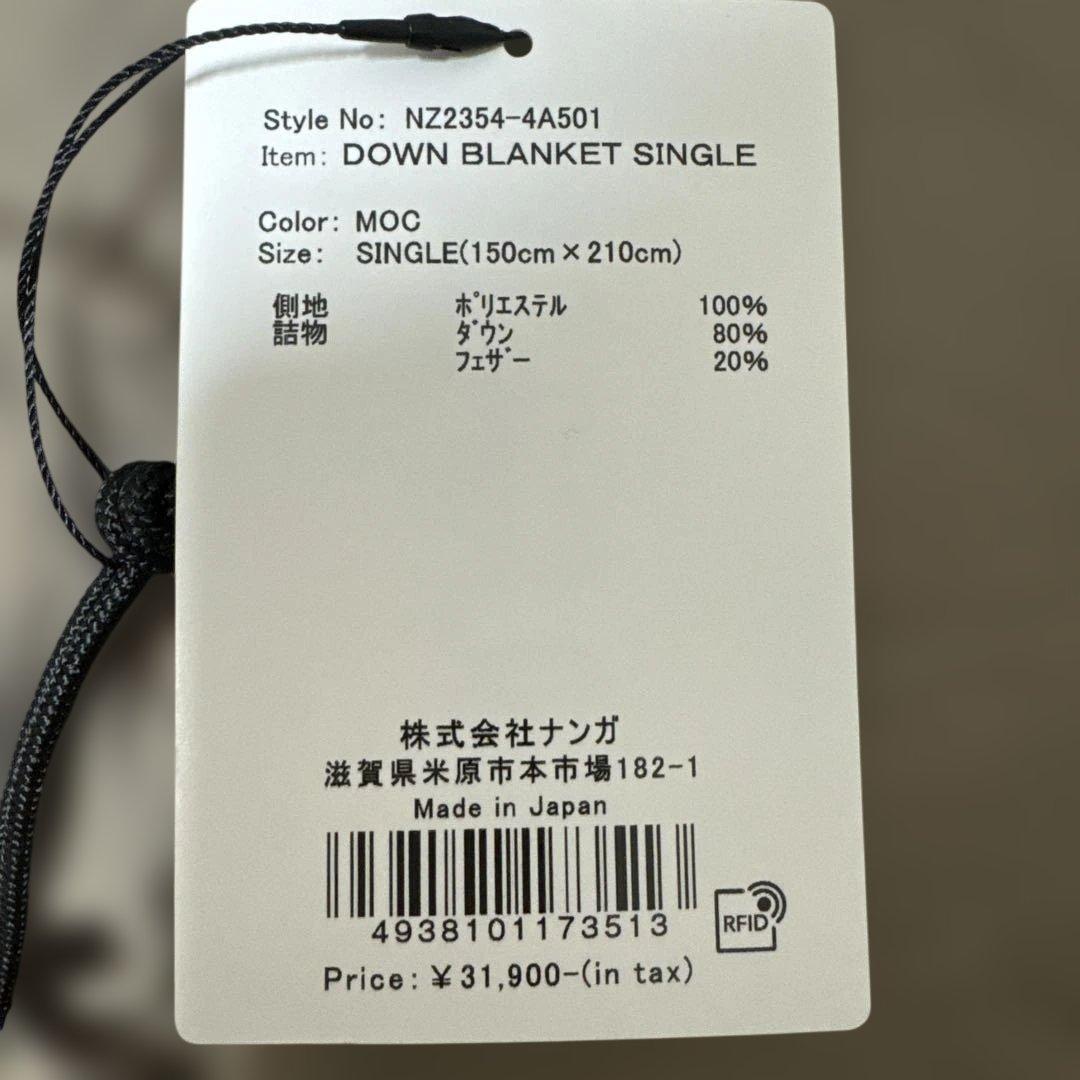 Style No: NZ2354-4A501
Item: DOWN BLANKET SINGLE
Color: MOC
Size: SINGLE(150cm×210cm)
側地 ﾎﾟﾘｴｽﾃﾙ 100%
詰物 ﾀﾞｳﾝ 80%
ﾌｪｻﾞｰ 20%
株式会社ナンガ
滋賀県米原市本市場182-1
Made in Japan
4938101173513
RFID
Price: ¥31,900-(in tax)